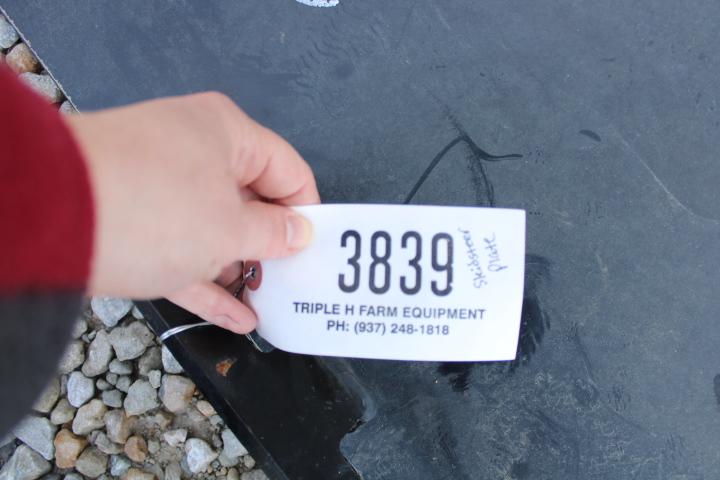 3839
Skidsteer
plate
TRIPLE H FARM EQUIPMENT
PH: (937) 248-1818